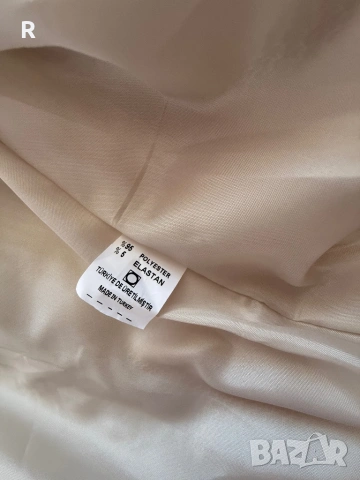 R
%95 POLYESTER
% 5 ELASTAN
TÜRKİYE DE ÜRETİLMİŞTİR
MADE IN TURKEY
BAZAR